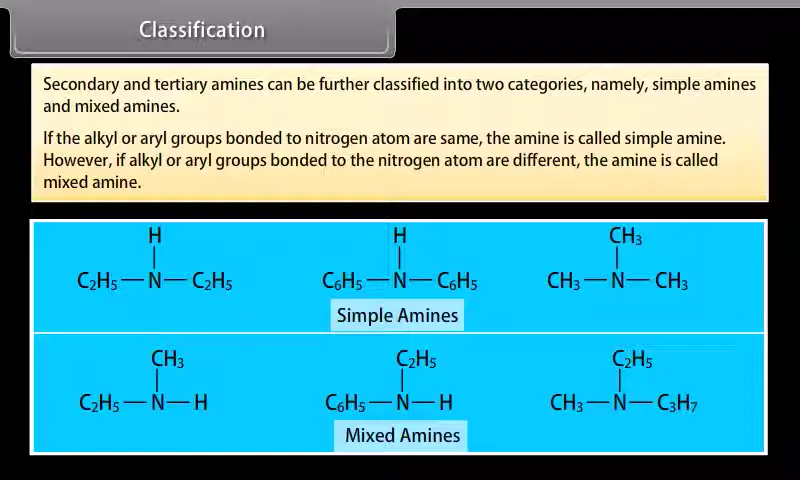 Classification
Secondary and tertiary amines can be further classified into two categories, namely, simple amines
and mixed amines.
If the alkyl or aryl groups bonded to nitrogen atom are same, the amine is called simple amine.
However, if alkyl or aryl groups bonded to the nitrogen atom are different, the amine is called
mixed amine.
H H CH₃
C₂H₅—N—C₂H₅ C₆H₅—N—C₆H₅ CH₃—N—CH₃
Simple Amines
CH₃ C₂H₅ C₂H₅
C₂H₅—N—H C₆H₅—N—H CH₃—N—C₃H₇
Mixed Amines